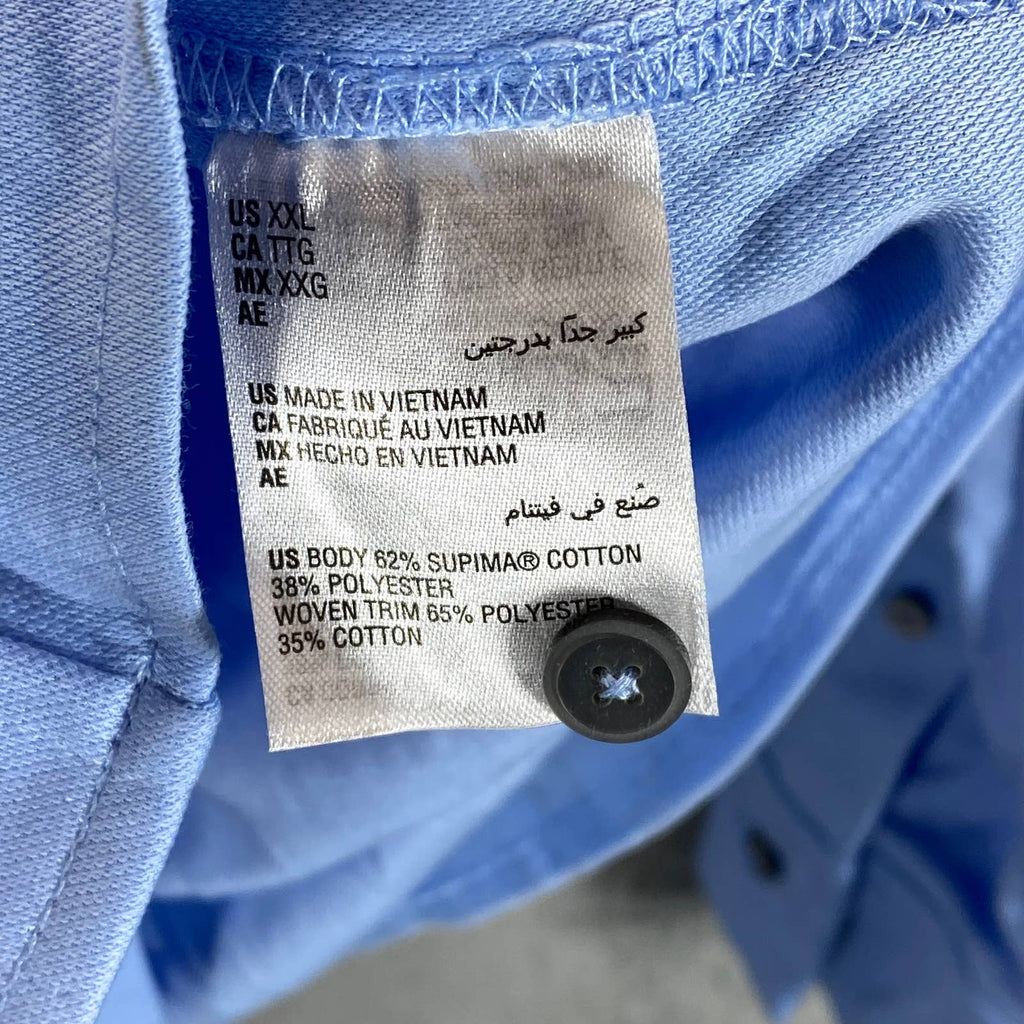 US XXL
CA TTG
MX XXG
AE
كبير جدًا بدرجتين
US MADE IN VIETNAM
CA FABRIQUÉ AU VIETNAM
MX HECHO EN VIETNAM
AE
صُنع في فيتنام
US BODY 62% SUPIMA® COTTON
38% POLYESTER
WOVEN TRIM 65% POLYESTER
35% COTTON